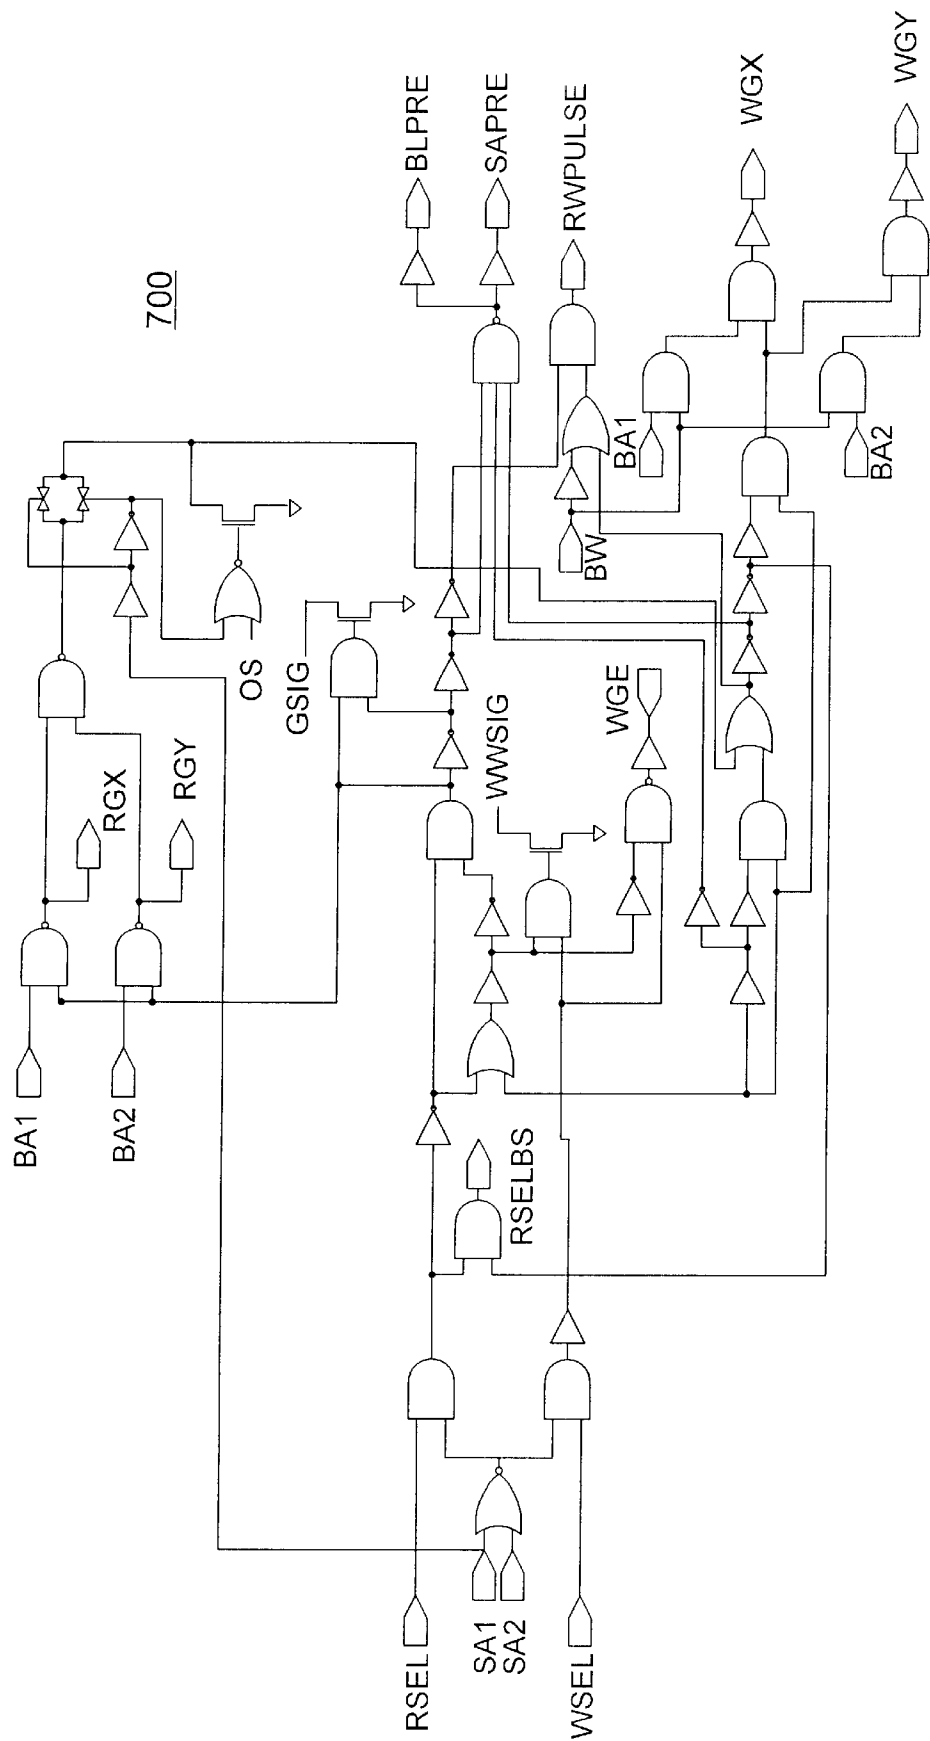 700
BLPRE
SAPRE
RWPULSE
WGX
WGY
BA1
BA2
BW
OS
GSIG
WWSIG
WGE
RGX
RGY
BA1
BA2
RSELBS
RSEL
SA1
SA2
WSEL